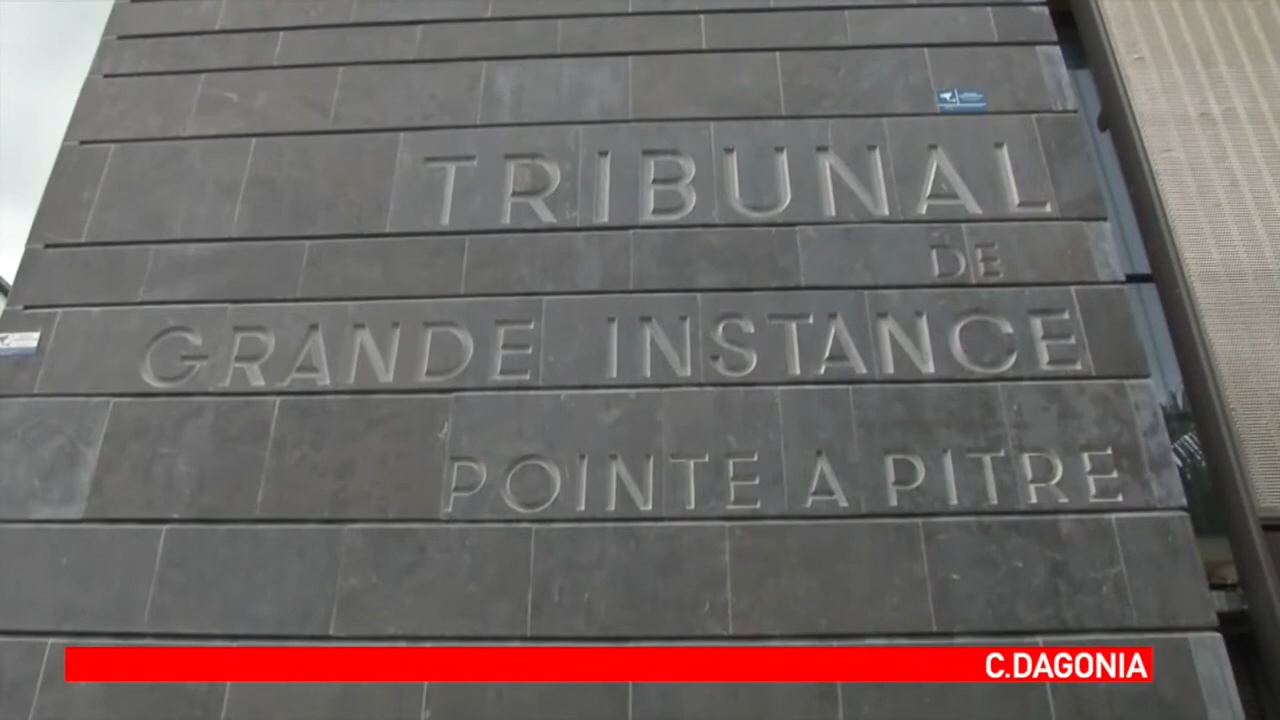 TRIBUNAL
DE
GRANDE INSTANCE
POINTE A PITRE
C.DAGONIA